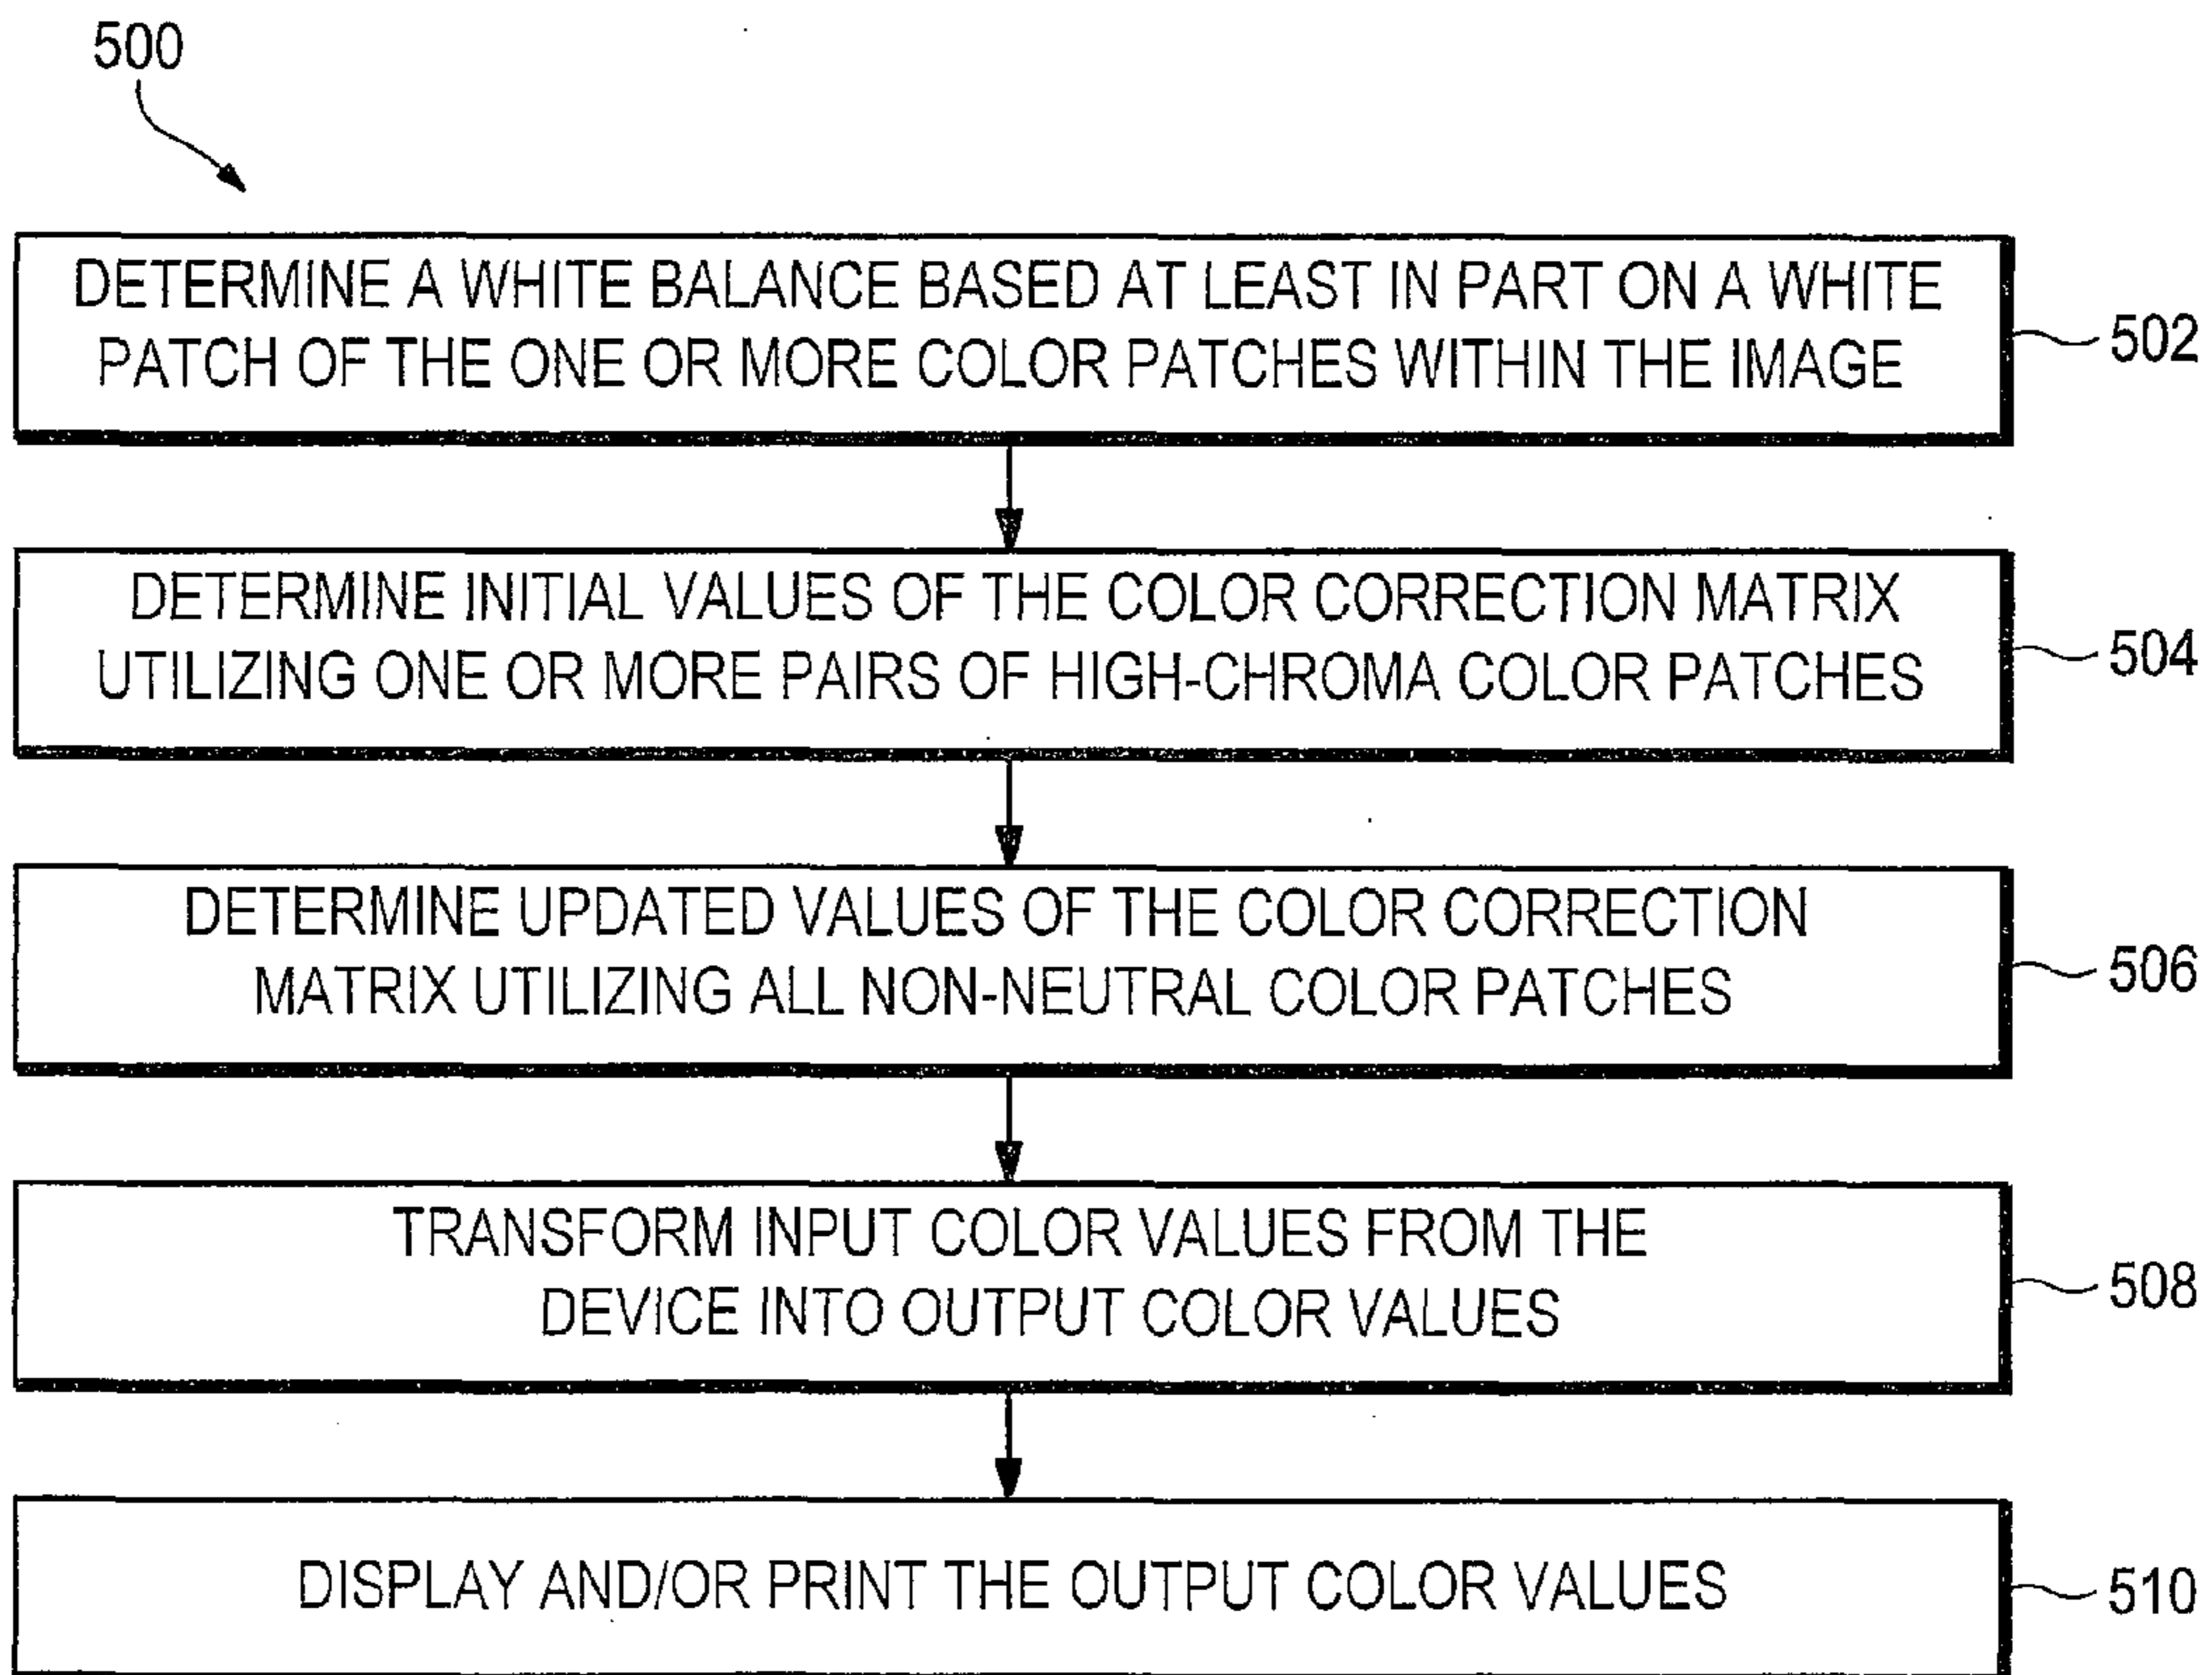 500
DETERMINE A WHITE BALANCE BASED AT LEAST IN PART ON A WHITE
PATCH OF THE ONE OR MORE COLOR PATCHES WITHIN THE IMAGE
502
DETERMINE INITIAL VALUES OF THE COLOR CORRECTION MATRIX
UTILIZING ONE OR MORE PAIRS OF HIGH-CHROMA COLOR PATCHES
504
DETERMINE UPDATED VALUES OF THE COLOR CORRECTION
MATRIX UTILIZING ALL NON-NEUTRAL COLOR PATCHES
506
TRANSFORM INPUT COLOR VALUES FROM THE
DEVICE INTO OUTPUT COLOR VALUES
508
DISPLAY AND/OR PRINT THE OUTPUT COLOR VALUES
510